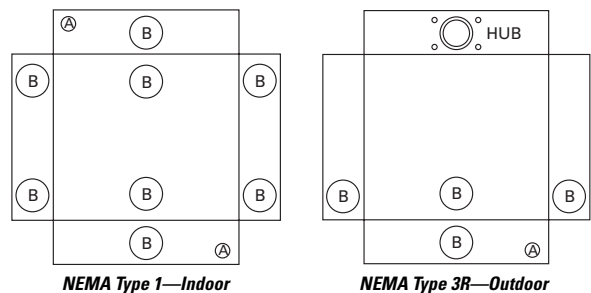 A B HUB
B B B
B B B B B B
B B
B A B A
NEMA Type 1—Indoor NEMA Type 3R—Outdoor